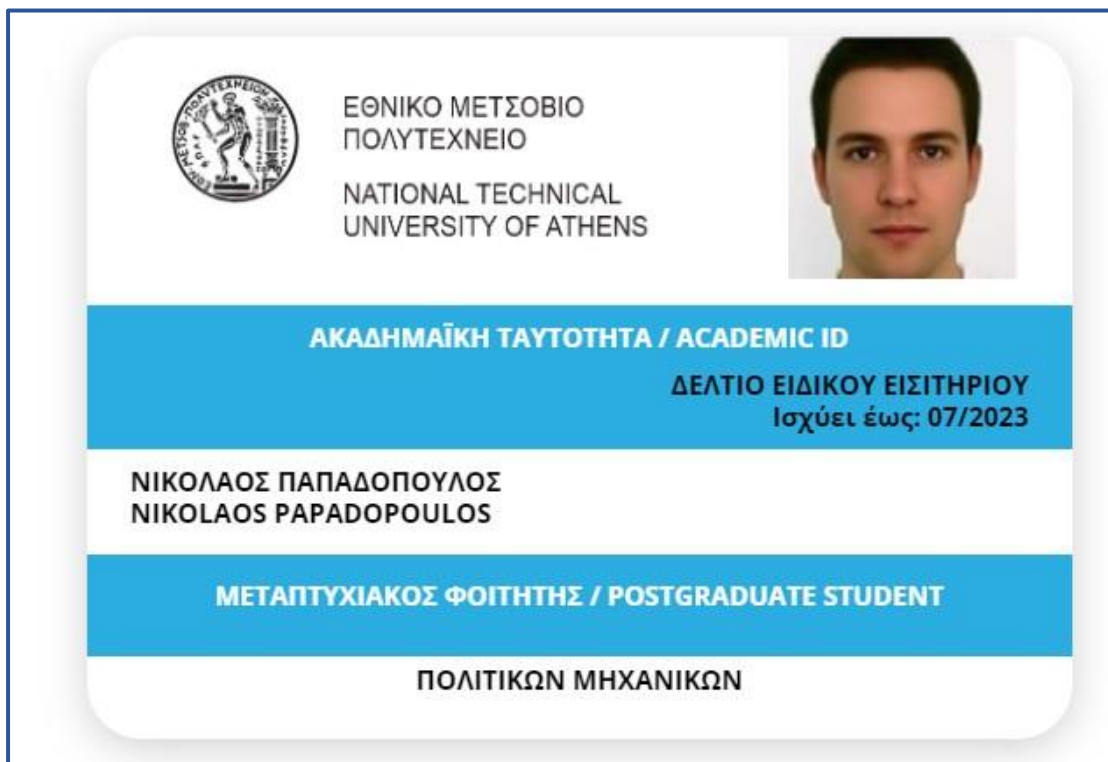 ΕΘΝΙΚΟ ΜΕΤΣΟΒΙΟ
ΠΟΛΥΤΕΧΝΕΙΟ
NATIONAL TECHNICAL
UNIVERSITY OF ATHENS
ΑΚΑΔΗΜΑΪΚΗ ΤΑΥΤΟΤΗΤΑ / ACADEMIC ID
ΔΕΛΤΙΟ ΕΙΔΙΚΟΥ ΕΙΣΙΤΗΡΙΟΥ
Ισχύει έως: 07/2023
ΝΙΚΟΛΑΟΣ ΠΑΠΑΔΟΠΟΥΛΟΣ
NIKOLAOS PAPADOPOULOS
ΜΕΤΑΠΤΥΧΙΑΚΟΣ ΦΟΙΤΗΤΗΣ / POSTGRADUATE STUDENT
ΠΟΛΙΤΙΚΩΝ ΜΗΧΑΝΙΚΩΝ